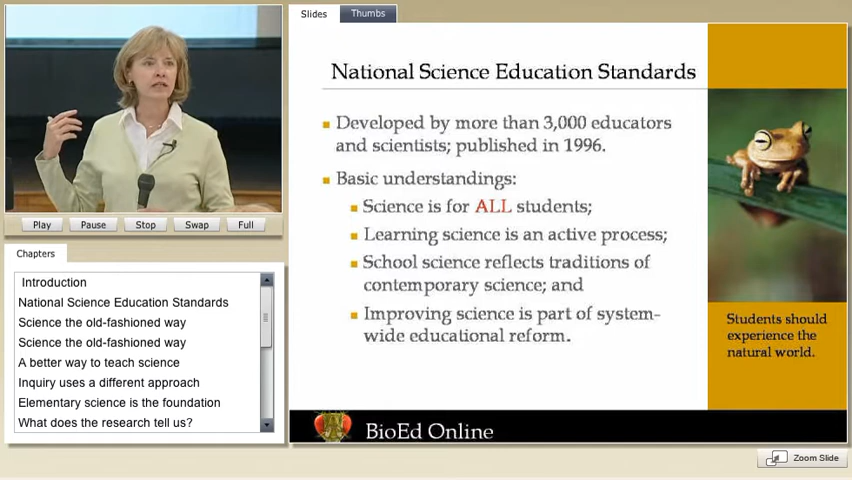 Slides
Thumbs
National Science Education Standards
Developed by more than 3,000 educators
and scientists; published in 1996.
Basic understandings:
Science is for ALL students;
Learning science is an active process;
School science reflects traditions of
contemporary science; and
Improving science is part of system-
wide educational reform.
Students should
experience the
natural world.
BioEd Online
Zoom Slide
Play
Pause
Stop
Swap
Full
Chapters
Introduction
National Science Education Standards
Science the old-fashioned way
Science the old-fashioned way
A better way to teach science
Inquiry uses a different approach
Elementary science is the foundation
What does the research tell us?